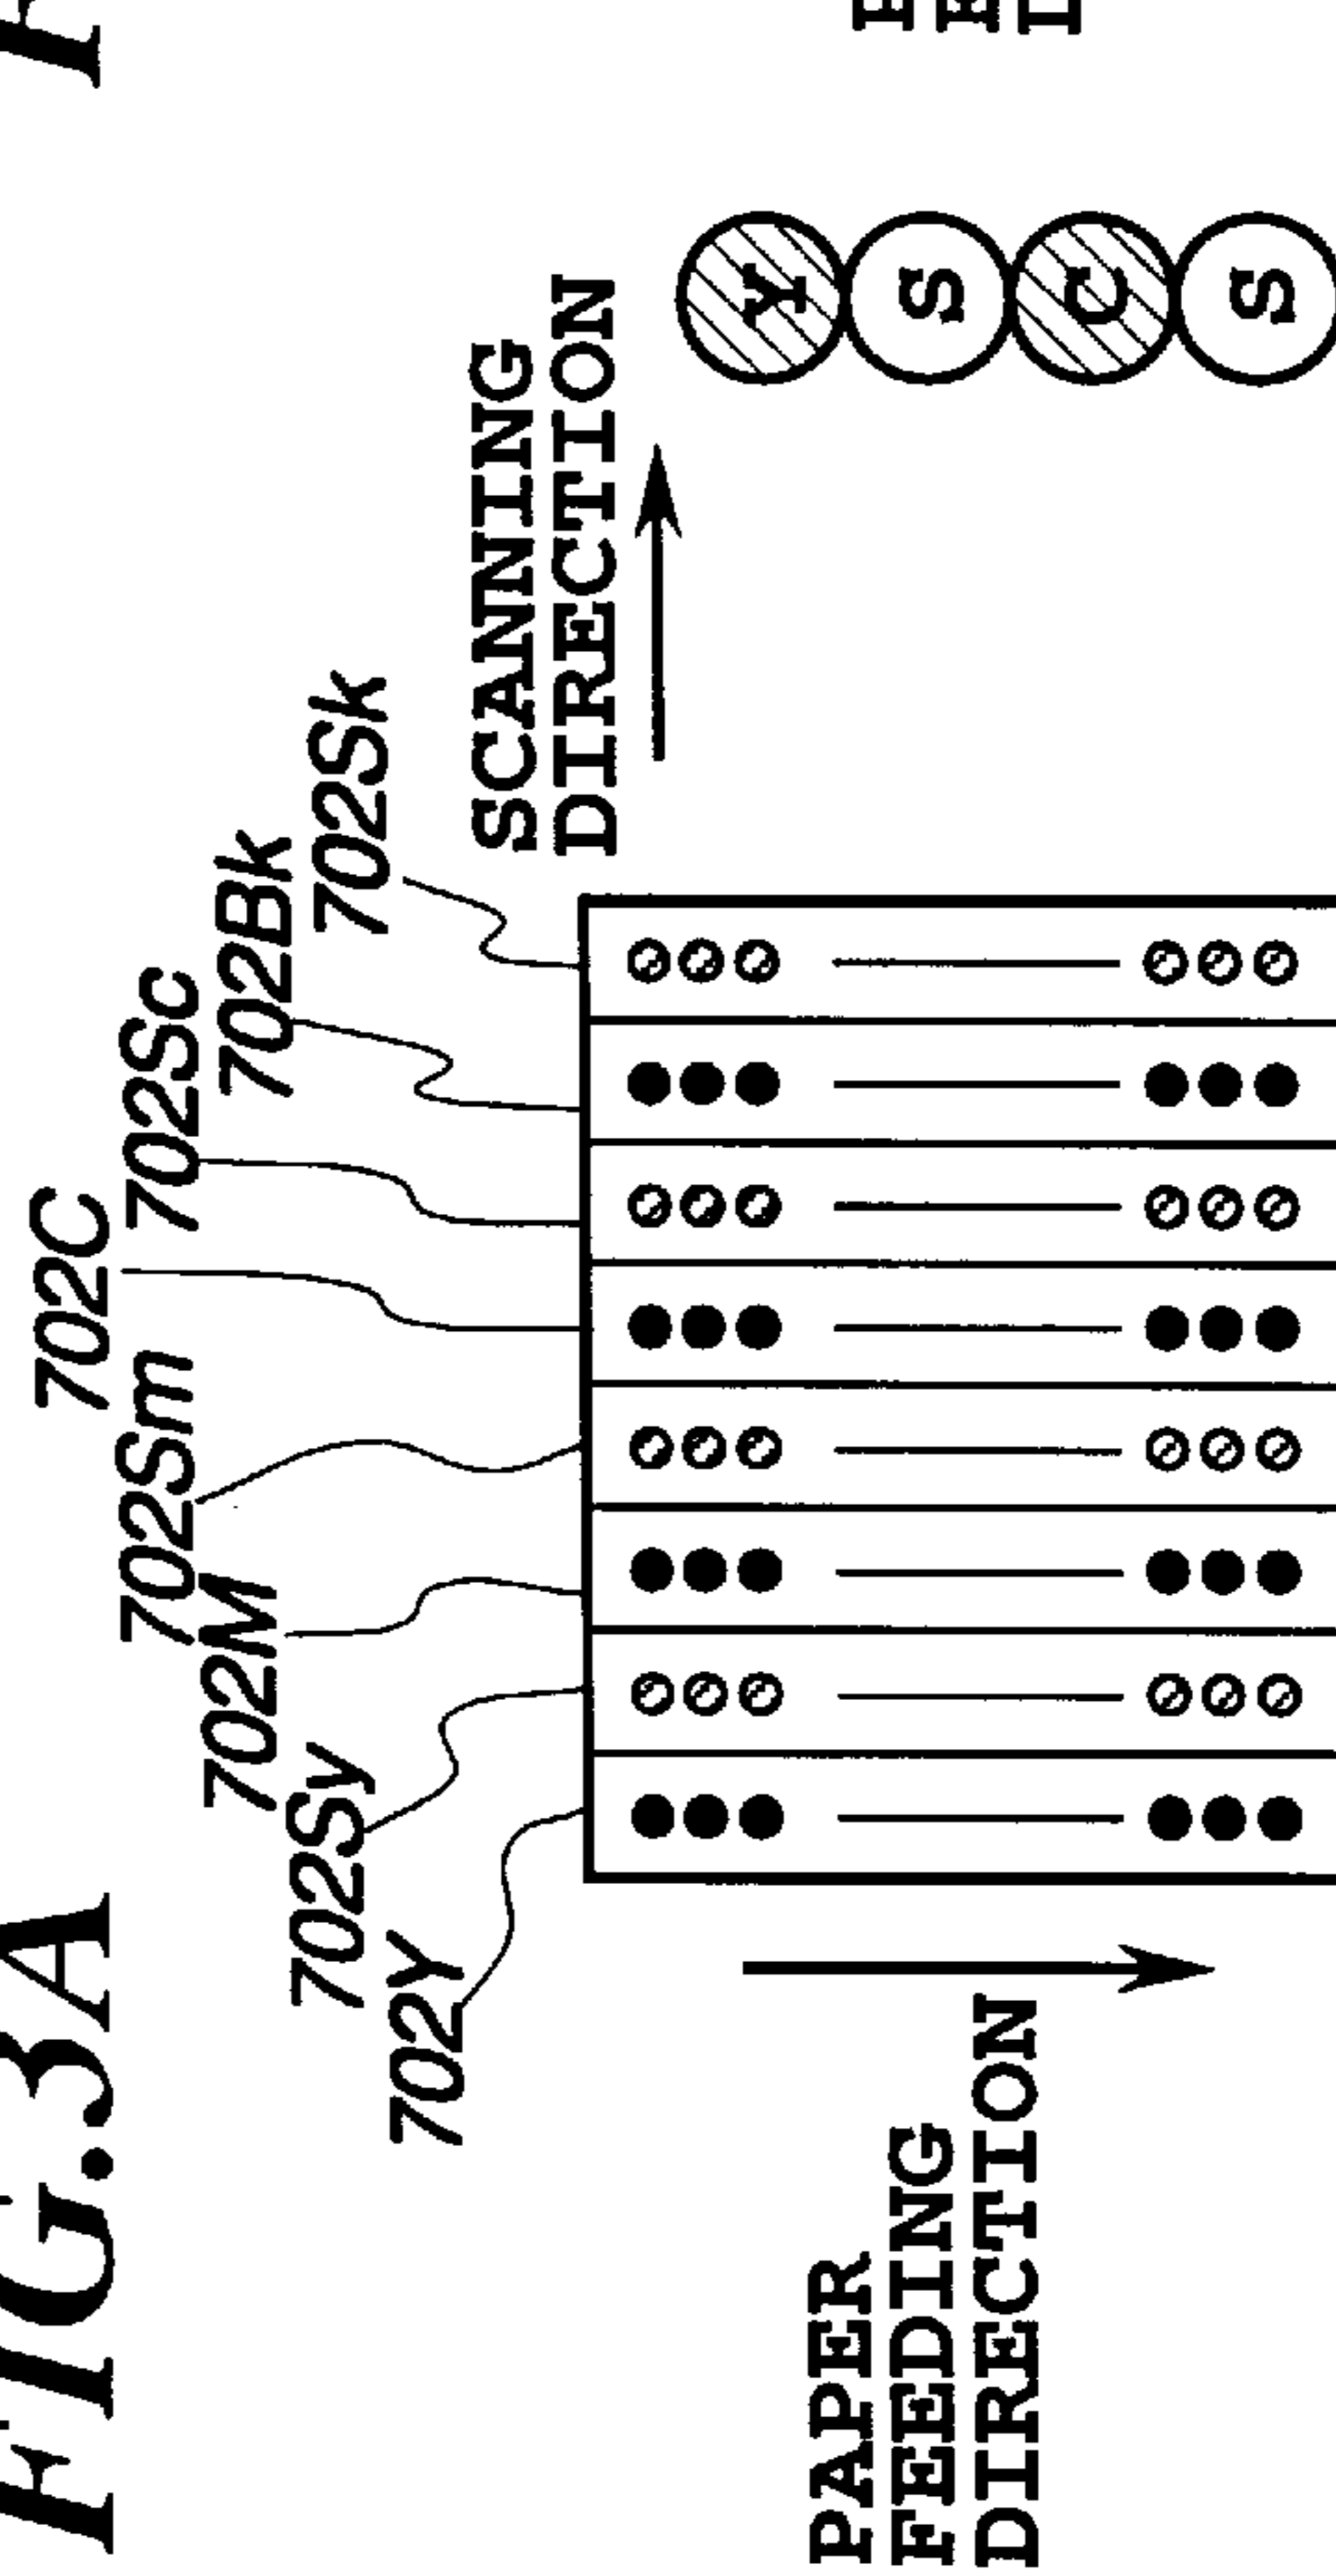 FIG.3A
702C
702Sm
702Sc
702M
702Bk
702Sy
702Sk
702Y
SCANNING
DIRECTION
PAPER
FEEDING
DIRECTION
Y
S
C
S